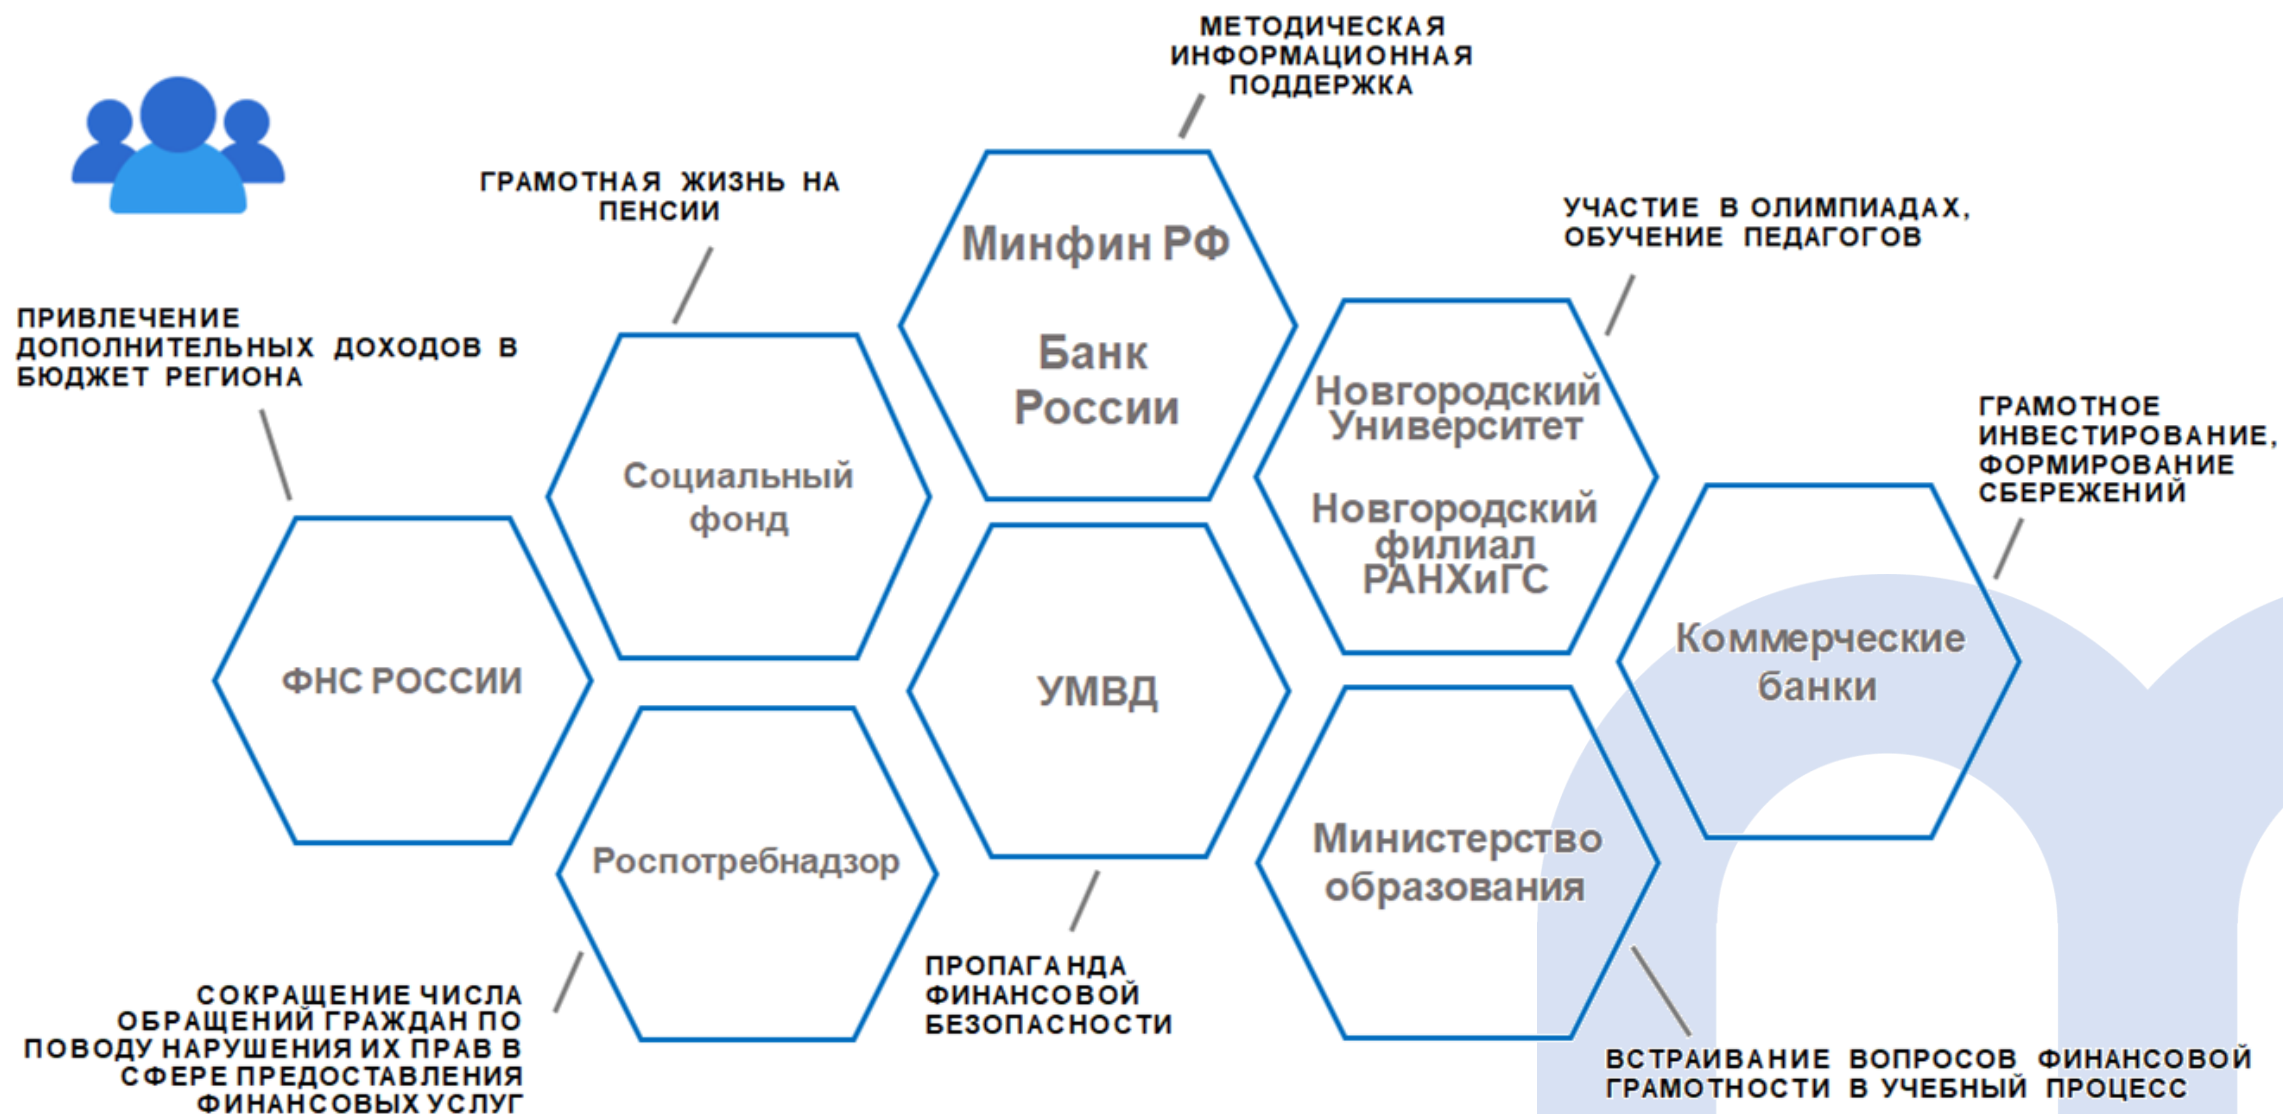 МЕТОДИЧЕСКАЯ
ИНФОРМАЦИОННАЯ
ПОДДЕРЖКА
ГРАМОТНАЯ ЖИЗНЬ НА
ПЕНСИИ
УЧАСТИЕ В ОЛИМПИАДАХ,
ОБУЧЕНИЕ ПЕДАГОГОВ
ПРИВЛЕЧЕНИЕ
ДОПОЛНИТЕЛЬНЫХ ДОХОДОВ В
БЮДЖЕТ РЕГИОНА
Минфин РФ
Банк
России
Новгородский
Университет
Новгородский
филиал
РАНХиГС
ГРАМОТНОЕ
ИНВЕСТИРОВАНИЕ,
ФОРМИРОВАНИЕ
СБЕРЕЖЕНИЙ
Социальный
фонд
ФНС РОССИИ
УМВД
Коммерческие
банки
Роспотребнадзор
Министерство
образования
ПРОПАГАНДА
ФИНАНСОВОЙ
БЕЗОПАСНОСТИ
СОКРАЩЕНИЕ ЧИСЛА
ОБРАЩЕНИЙ ГРАЖДАН ПО
ПОВОДУ НАРУШЕНИЯ ИХ ПРАВ В
СФЕРЕ ПРЕДОСТАВЛЕНИЯ
ФИНАНСОВЫХ УСЛУГ
ВСТРАИВАНИЕ ВОПРОСОВ ФИНАНСОВОЙ
ГРАМОТНОСТИ В УЧЕБНЫЙ ПРОЦЕСС